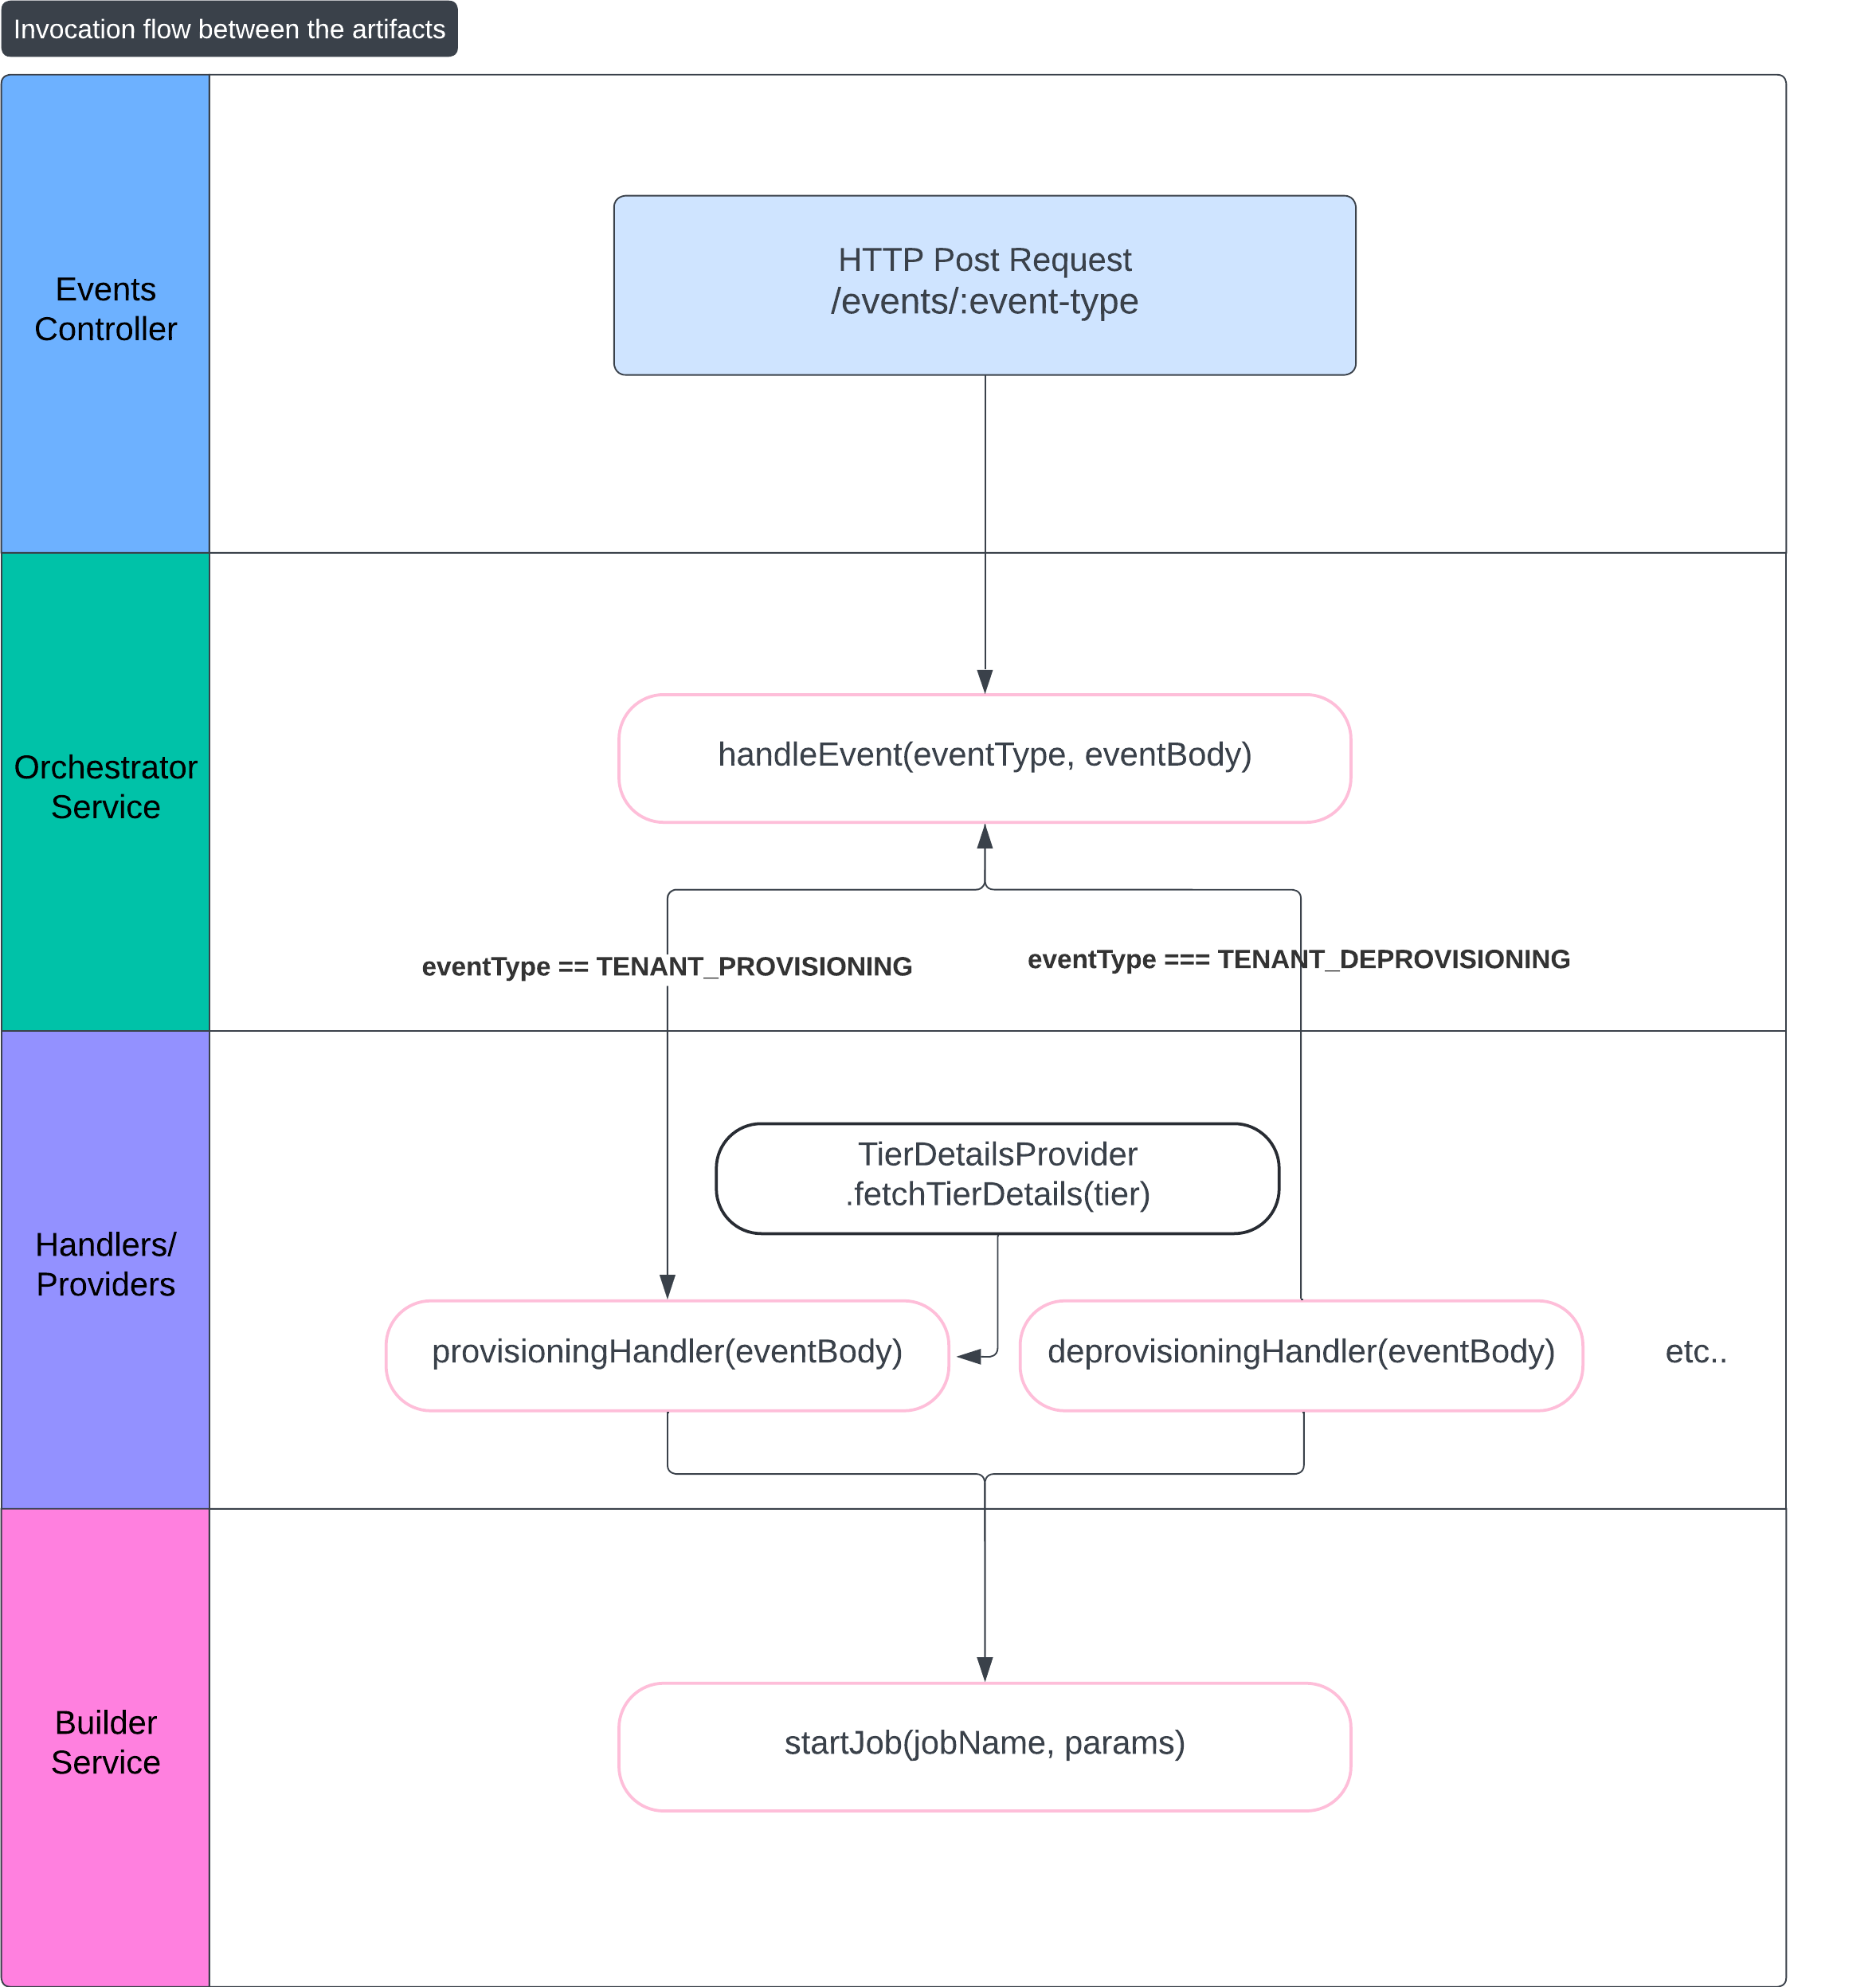 Invocation flow between the artifacts
Events
Controller
HTTP Post Request
/events/:event-type
Orchestrator
Service
handleEvent(eventType, eventBody)
eventType == TENANT_PROVISIONING
eventType === TENANT_DEPROVISIONING
Handlers/
Providers
TierDetailsProvider
.fetchTierDetails(tier)
provisioningHandler(eventBody)
deprovisioningHandler(eventBody)
etc..
Builder
Service
startJob(jobName, params)